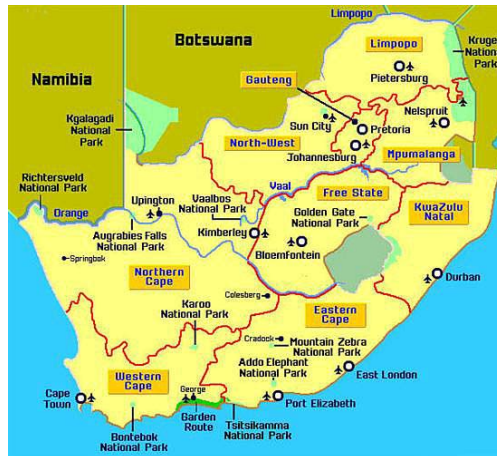 Limpopo
Botswana
Namibia
Limpopo
Kruger
National
Park
Pietersburg
Gauteng
Kgalagadi
National
Park
Nelspruit
Sun City
Pretoria
North-West
Johannesburg
Mpumalanga
Richtersveld
National Park
Vaal
Free State
Upington
Vaalbos
National Park
KwaZulu
Natal
Orange
Golden Gate
National Park
Augrabies Falls
National Park
Kimberley
Bloemfontein
Springbok
Northern
Cape
Durban
Colesberg
Karoo
National Park
Eastern
Cape
Cradock
Mountain Zebra
National Park
Addo Elephant
National Park
Western
Cape
East London
George
Cape
Town
Port Elizabeth
Garden
Route
Tsitsikamma
National Park
Bontebok
National Park